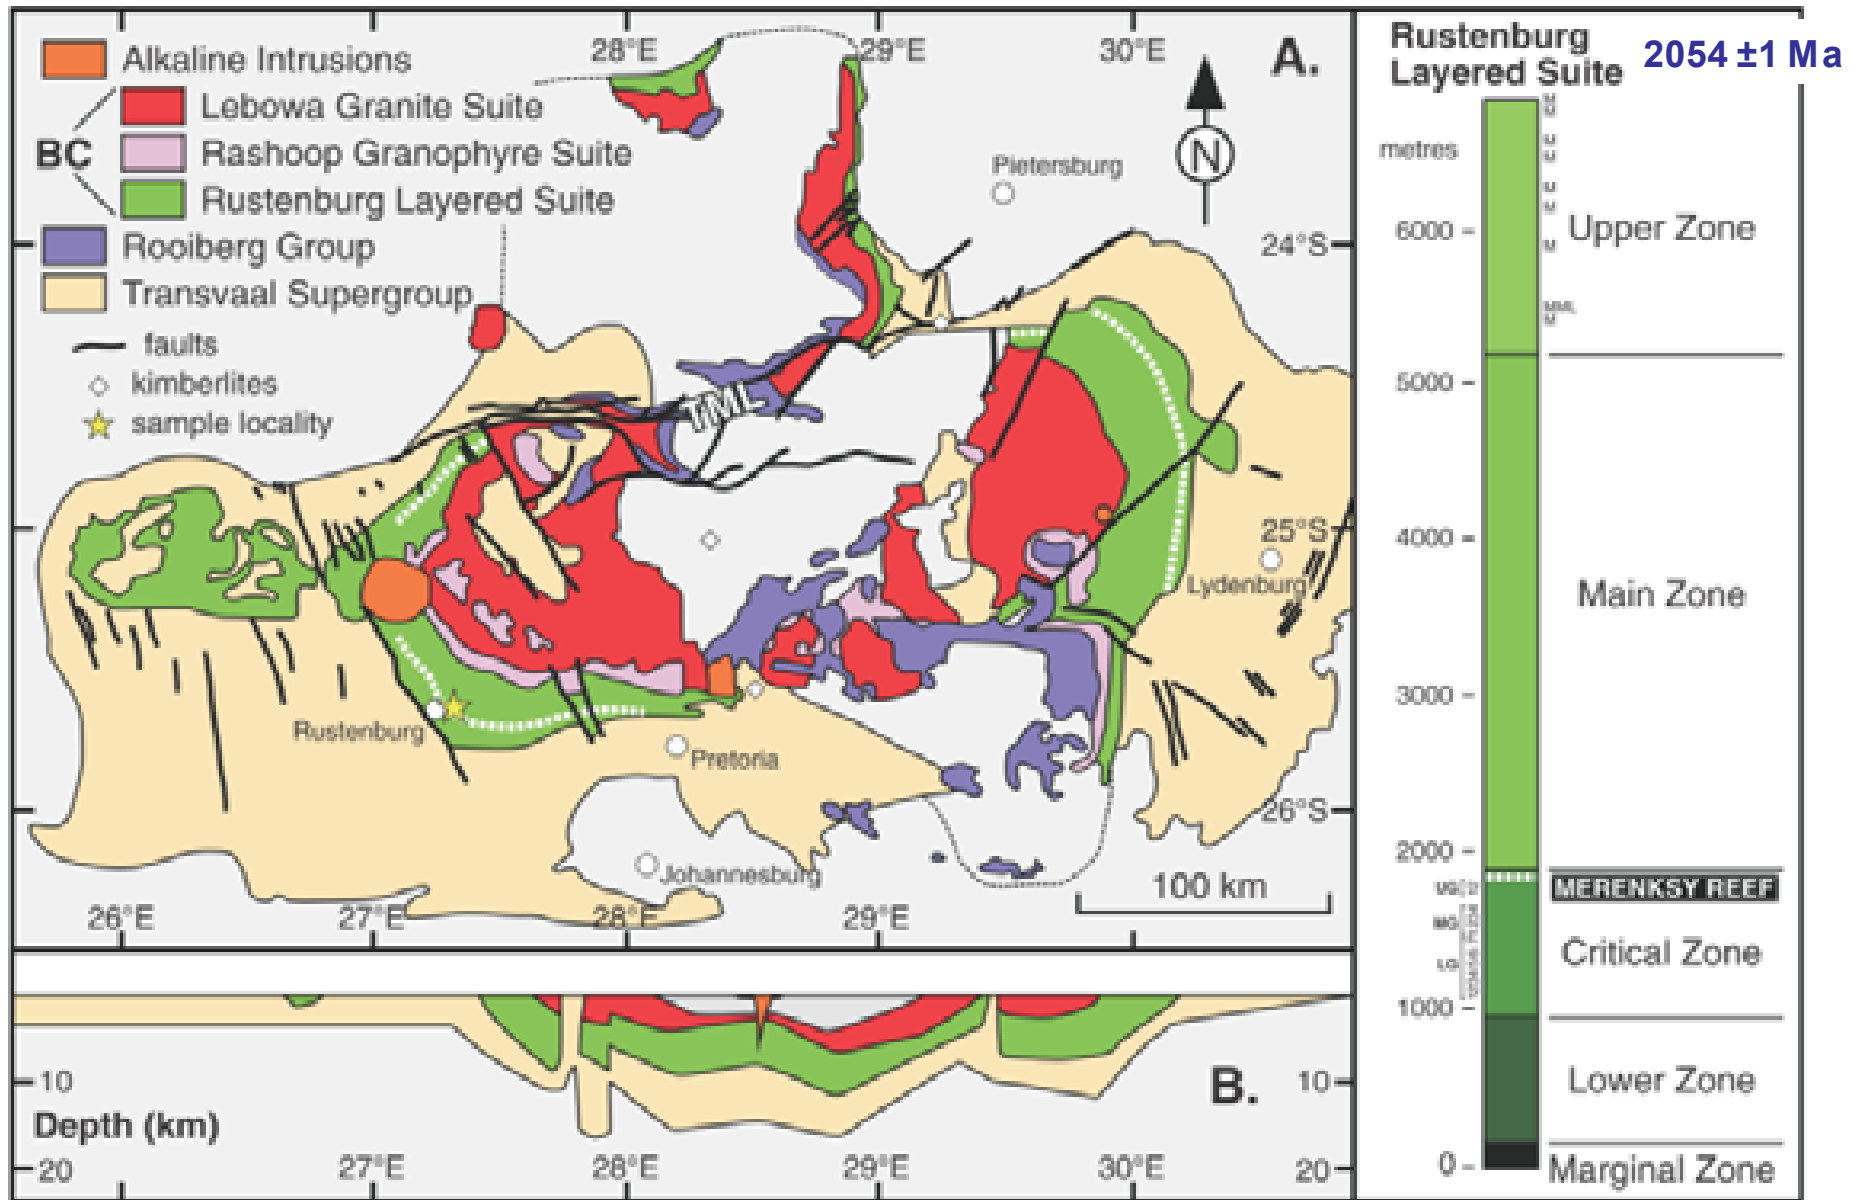 Alkaline Intrusions
Lebowa Granite Suite
BC
Rashoop Granophyre Suite
Rustenburg Layered Suite
Rooiberg Group
Transvaal Supergroup
faults
kimberlites
sample locality
28°E
29°E
30°E
A.
N
Pietersburg
24°S
TML
25°S
Lydenburg
Rustenburg
Pretoria
26°S
Johannesburg
100 km
26°E
27°E
28°E
29°E
B.
10
10
Depth (km)
20
27°E
28°E
29°E
30°E
20
Rustenburg
Layered Suite
2054 ±1 Ma
metres
M
M
M
M
M
M
6000
M
Upper Zone
MML
M
5000
4000
Main Zone
3000
2000
MERENKSY REEF
MG
Critical Zone
LG
1000
Lower Zone
0
Marginal Zone